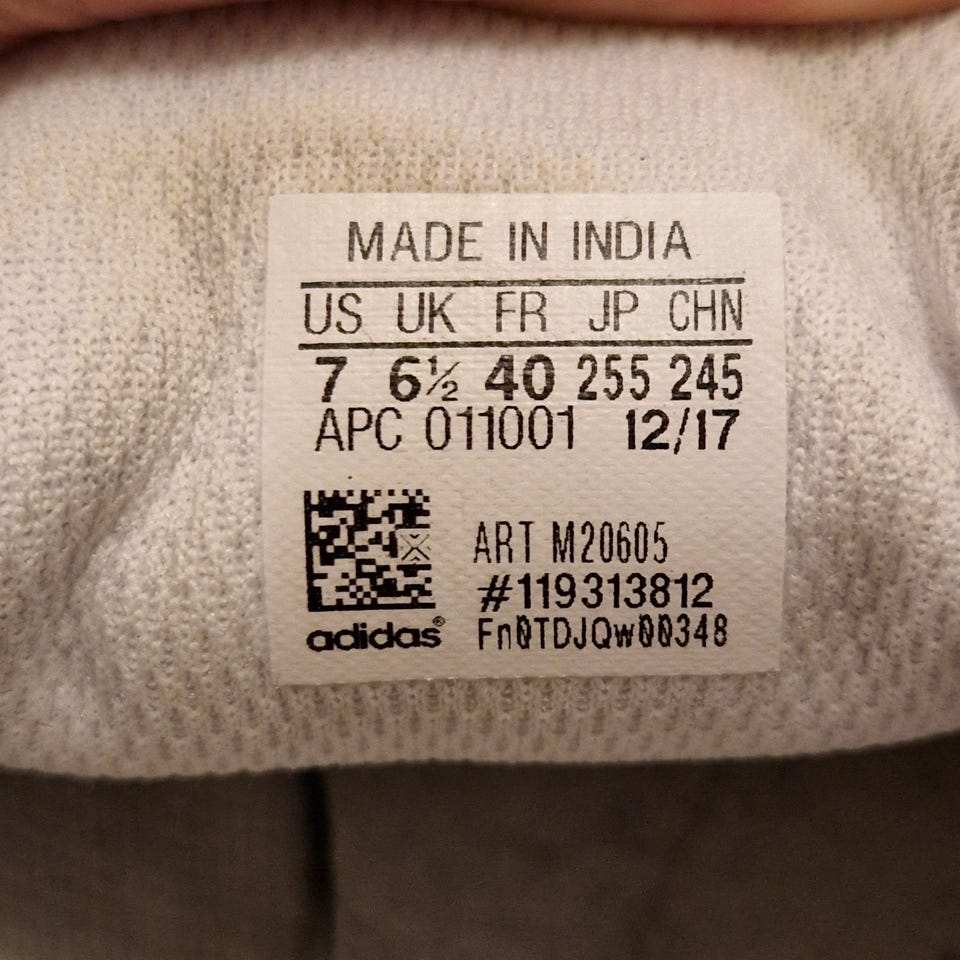 MADE IN INDIA
US UK FR JP CHN
7 6½ 40 255 245
APC 011001 12/17
ART M20605
#119313812
adidas® Fn0TDJQw00348